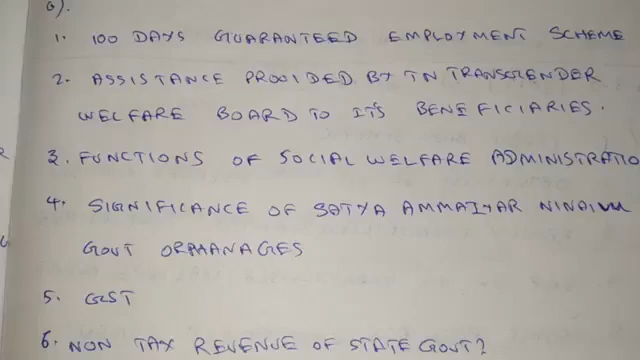 6).
1. 100 DAYS GUARANTEED EMPLOYMENT SCHEME
2. ASSISTANCE PROVIDED BY TN TRANSGENDER
WELFARE BOARD TO IT'S BENEFICIARIES.
3. FUNCTIONS OF SOCIAL WELFARE ADMINISTRATIO
4. SIGNIFICANCE OF SATYA AMMAIYAR NINAIVU
GOVT ORPHANAGES
5. GST
6. NON TAX REVENUE OF STATE GOVT?